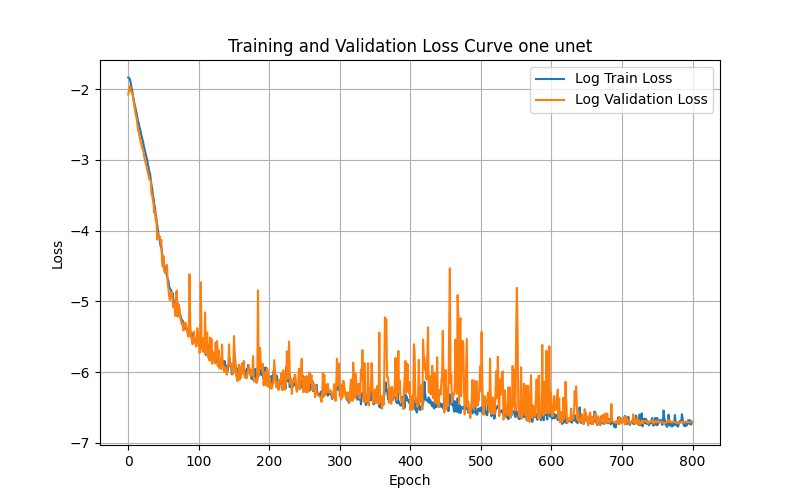 Training and Validation Loss Curve one unet
Log Train Loss
Log Validation Loss
Loss
−2
−3
−4
−5
−6
−7
0 100 200 300 400 500 600 700 800
Epoch